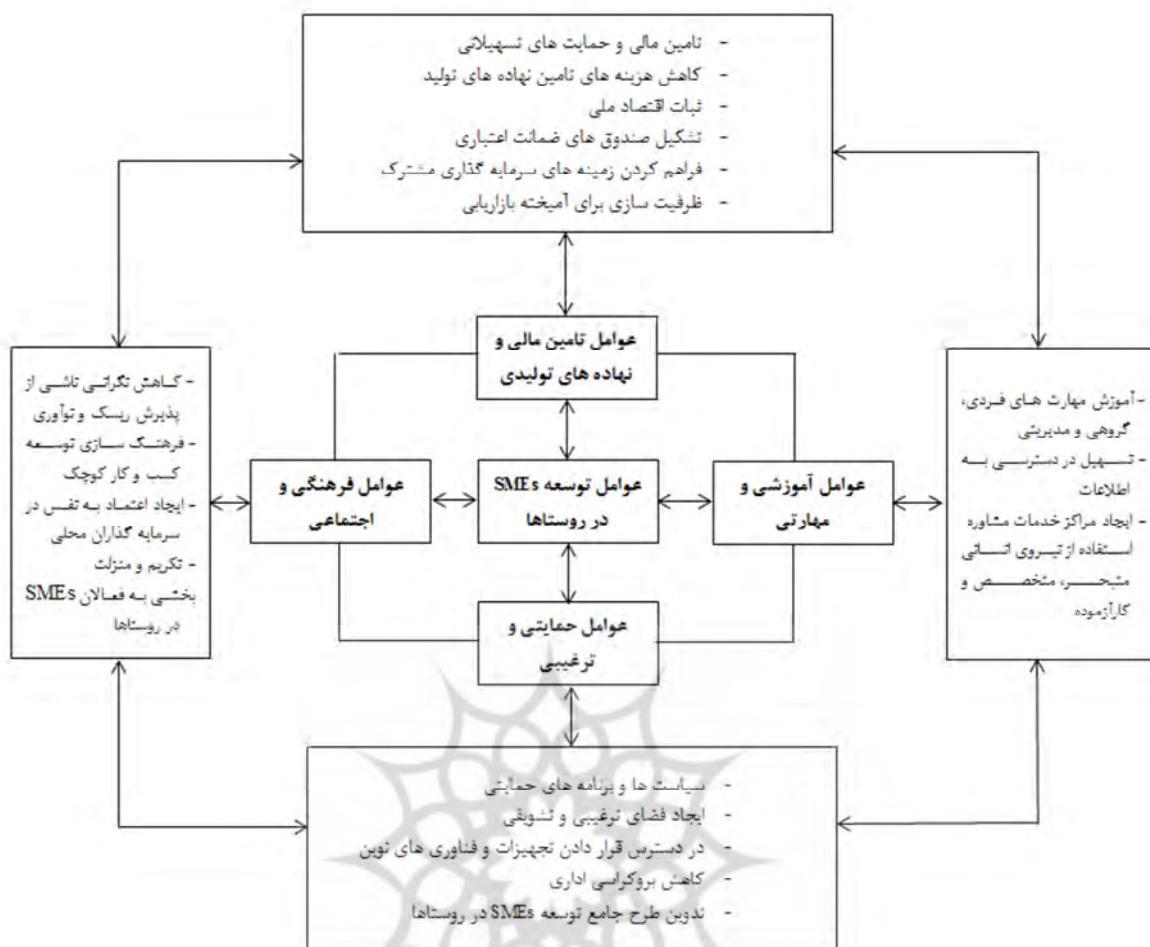 - تامین مالی و حمایت های تسهیلاتی
- کاهش هزینه های تامین نهاده های تولید
- ثبات اقتصاد ملی
- تشکیل صندوق های ضمانت اعتباری
- فراهم کردن زمینه های سرمایه گذاری مشترک
- ظرفیت سازی برای آمیخته بازاریابی
عوامل تامین مالی و
نهاده های تولیدی
- آموزش مهارت های فردی،
گروهی و مدیریتی
- تسهیل در دسترسی به
اطلاعات
- ایجاد مراکز خدمات مشاوره
استفاده از نیروی انسانی
متبحر، متخصص و
کارآزموده
عوامل آموزشی و
مهارتی
عوامل توسعه SMEs
در روستاها
عوامل فرهنگی و
اجتماعی
- کاهش نگرانی ناشی از
پذیرش ریسک و نوآوری
- فرهنگ سازی توسعه
کسب و کار کوچک
- ایجاد اعتماد به نفس در
سرمایه گذاران محلی
- تکریم و منزلت
بخشی به فعالان SMEs
در روستاها
عوامل حمایتی و
ترغیبی
- سیاست ها و برنامه های حمایتی
- ایجاد فضای ترغیبی و تشویقی
- در دسترس قرار دادن تجهیزات و فناوری های نوین
- کاهش بروکراسی اداری
- تدوین طرح جامع توسعه SMEs در روستاها